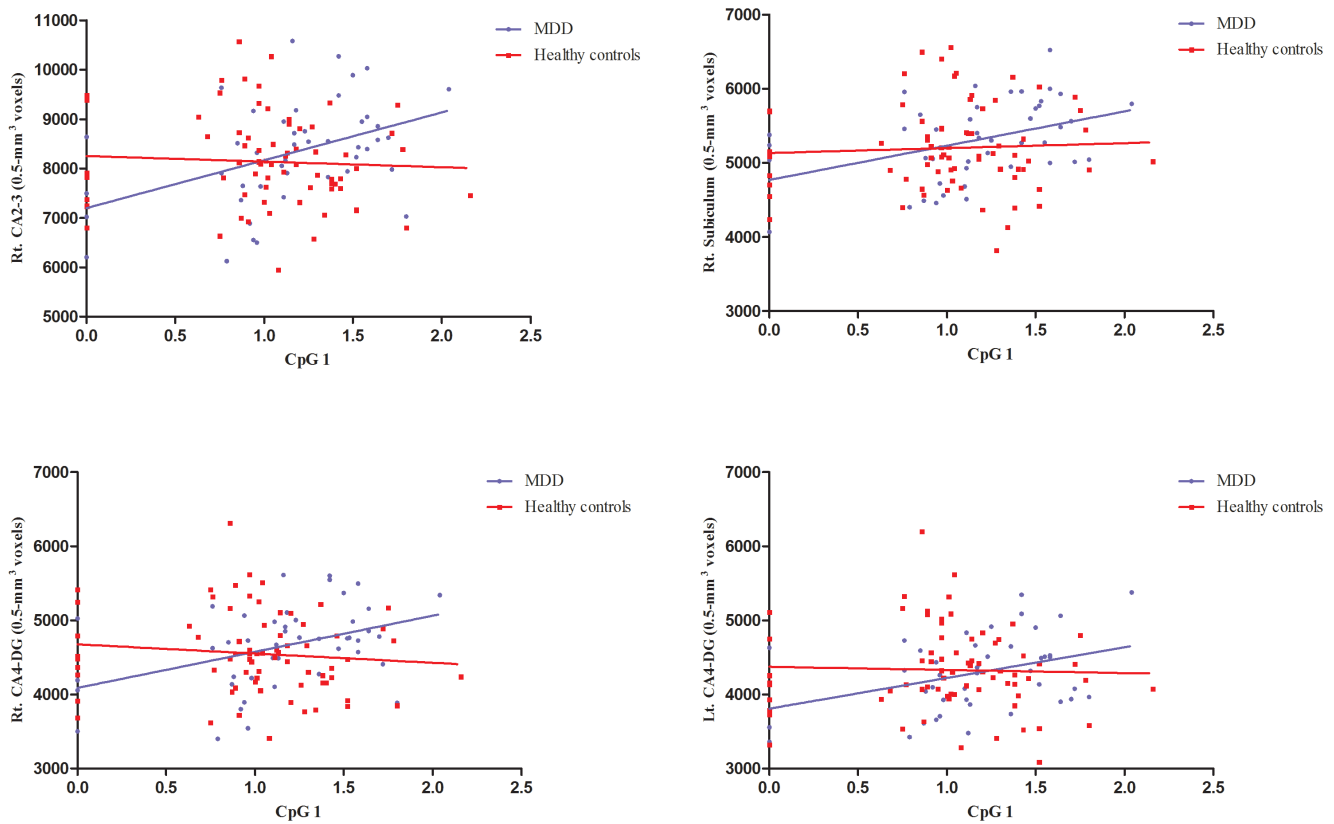 11000
10000
9000
8000
7000
6000
5000
Rt. CA2-3 (0.5-mm³ voxels)
0.0 0.5 1.0 1.5 2.0 2.5
CpG 1
MDD
Healthy controls
7000
6000
5000
4000
3000
Rt. Subiculum (0.5-mm³ voxels)
0.0 0.5 1.0 1.5 2.0 2.5
CpG 1
MDD
Healthy controls
7000
6000
5000
4000
3000
Rt. CA4-DG (0.5-mm³ voxels)
0.0 0.5 1.0 1.5 2.0 2.5
CpG 1
MDD
Healthy controls
7000
6000
5000
4000
3000
Lt. CA4-DG (0.5-mm³ voxels)
0.0 0.5 1.0 1.5 2.0 2.5
CpG 1
MDD
Healthy controls